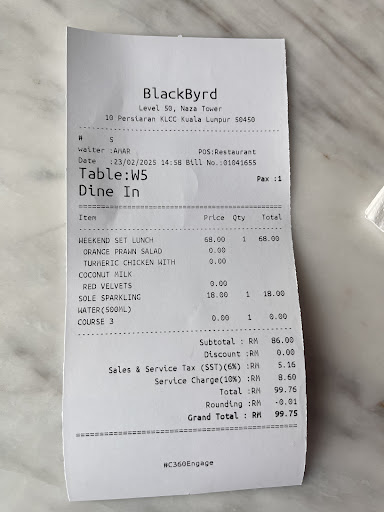 BlackByrd
Level 50, Naza Tower
10 Persiaran KLCC Kuala Lumpur 50450
# S
waiter :AMAR POS:Restaurant
Date :23/02/2025 14:58 Bill No.:01041655
Table:W5 Pax :1
Dine In
Item Price Qty Total
WEEKEND SET LUNCH 68.00 1 68.00
ORANGE PRAWN SALAD 0.00
TURMERIC CHICKEN WITH 0.00
COCONUT MILK
RED VELVETS 0.00
SOLE SPARKLING 18.00 1 18.00
WATER(500ML)
COURSE 3 0.00 1 0.00
Subtotal : RM 86.00
Discount : RM 0.00
Sales & Service Tax (SST)(6%) : RM 5.16
Service Charge(10%) : RM 8.60
Total : RM 99.76
Rounding : RM -0.01
Grand Total : RM 99.75
#C360Engage